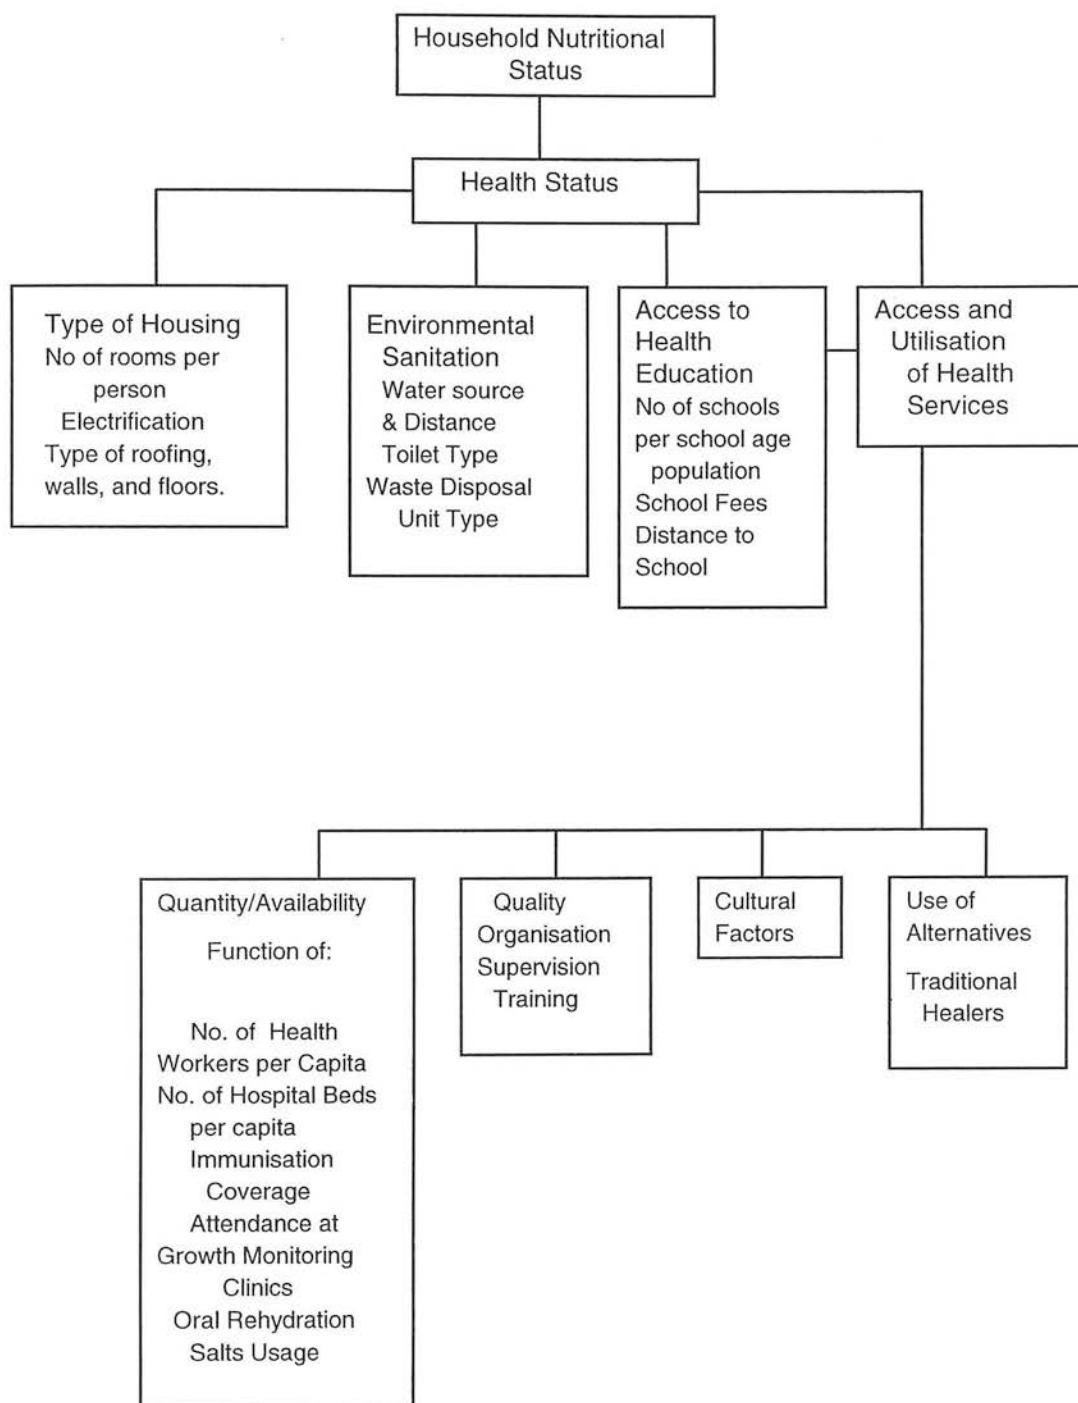 Household Nutritional
Status
Health Status
Type of Housing
No of rooms per
person
Electrification
Type of roofing,
walls, and floors.
Environmental
Sanitation
Water source
& Distance
Toilet Type
Waste Disposal
Unit Type
Access to
Health
Education
No of schools
per school age
population
School Fees
Distance to
School
Access and
Utilisation
of Health
Services
Quantity/Availability
Function of:
No. of Health
Workers per Capita
No. of Hospital Beds
per capita
Immunisation
Coverage
Attendance at
Growth Monitoring
Clinics
Oral Rehydration
Salts Usage
Quality
Organisation
Supervision
Training
Cultural
Factors
Use of
Alternatives
Traditional
Healers